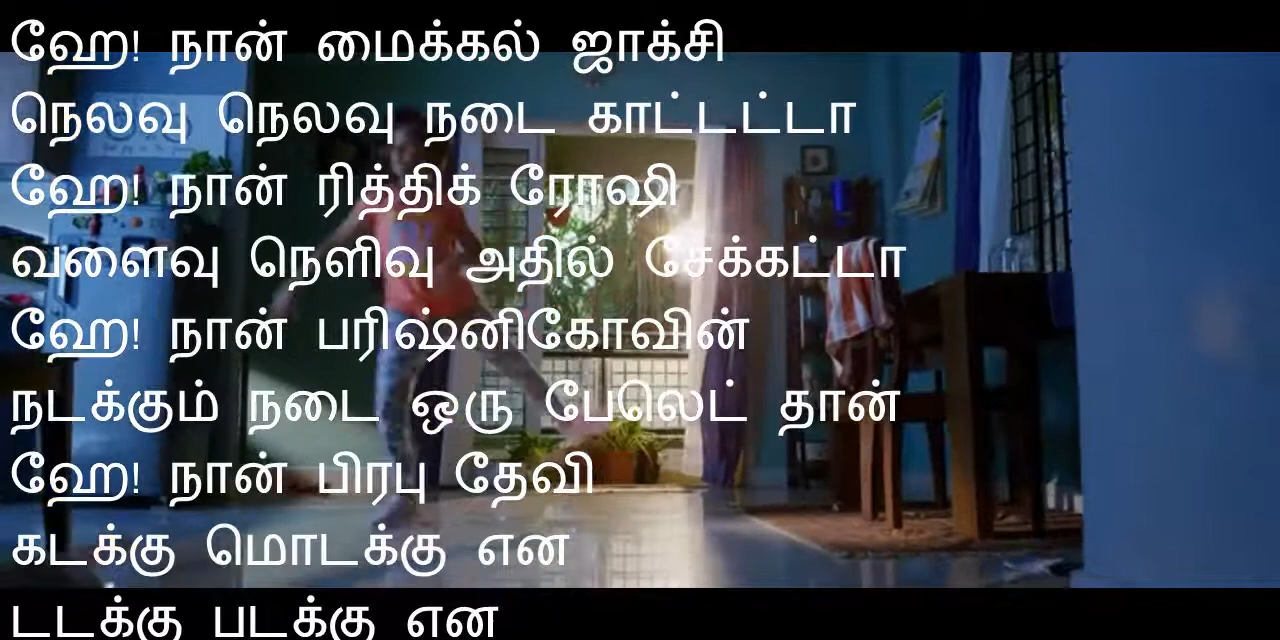 ஹே! நான் மைக்கல் ஜாக்சி
நெலவு நெலவு நடை காட்டட்டா
ஹே! நான் ரித்திக் ரோஷி
வளைவு நெளிவு அதில் சேக்கட்டா
ஹே! நான் பரிஷ்னிகோவின்
நடக்கும் நடை ஒரு பேலெட் தான்
ஹே! நான் பிரபு தேவி
கடக்கு மொடக்கு என
டடக்கு படக்கு என